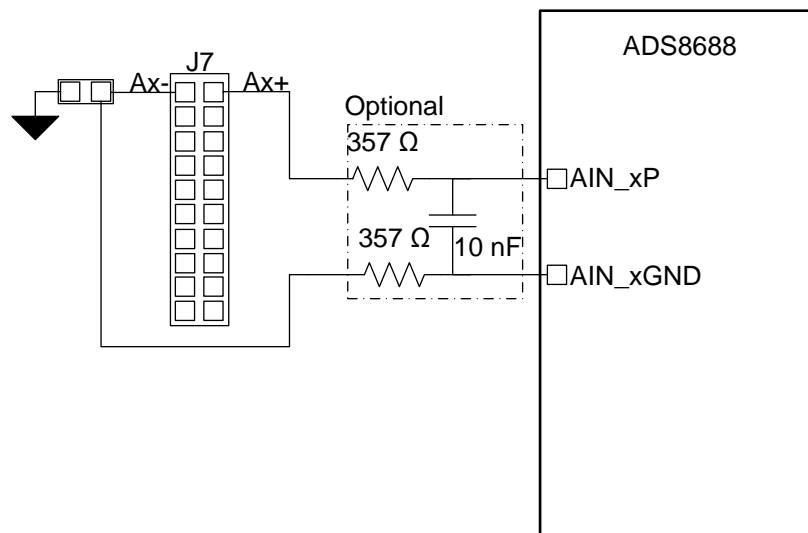 ADS8688
J7
Ax-
Ax+
Optional
357 Ω
AIN_xP
357 Ω
10 nF
AIN_xGND